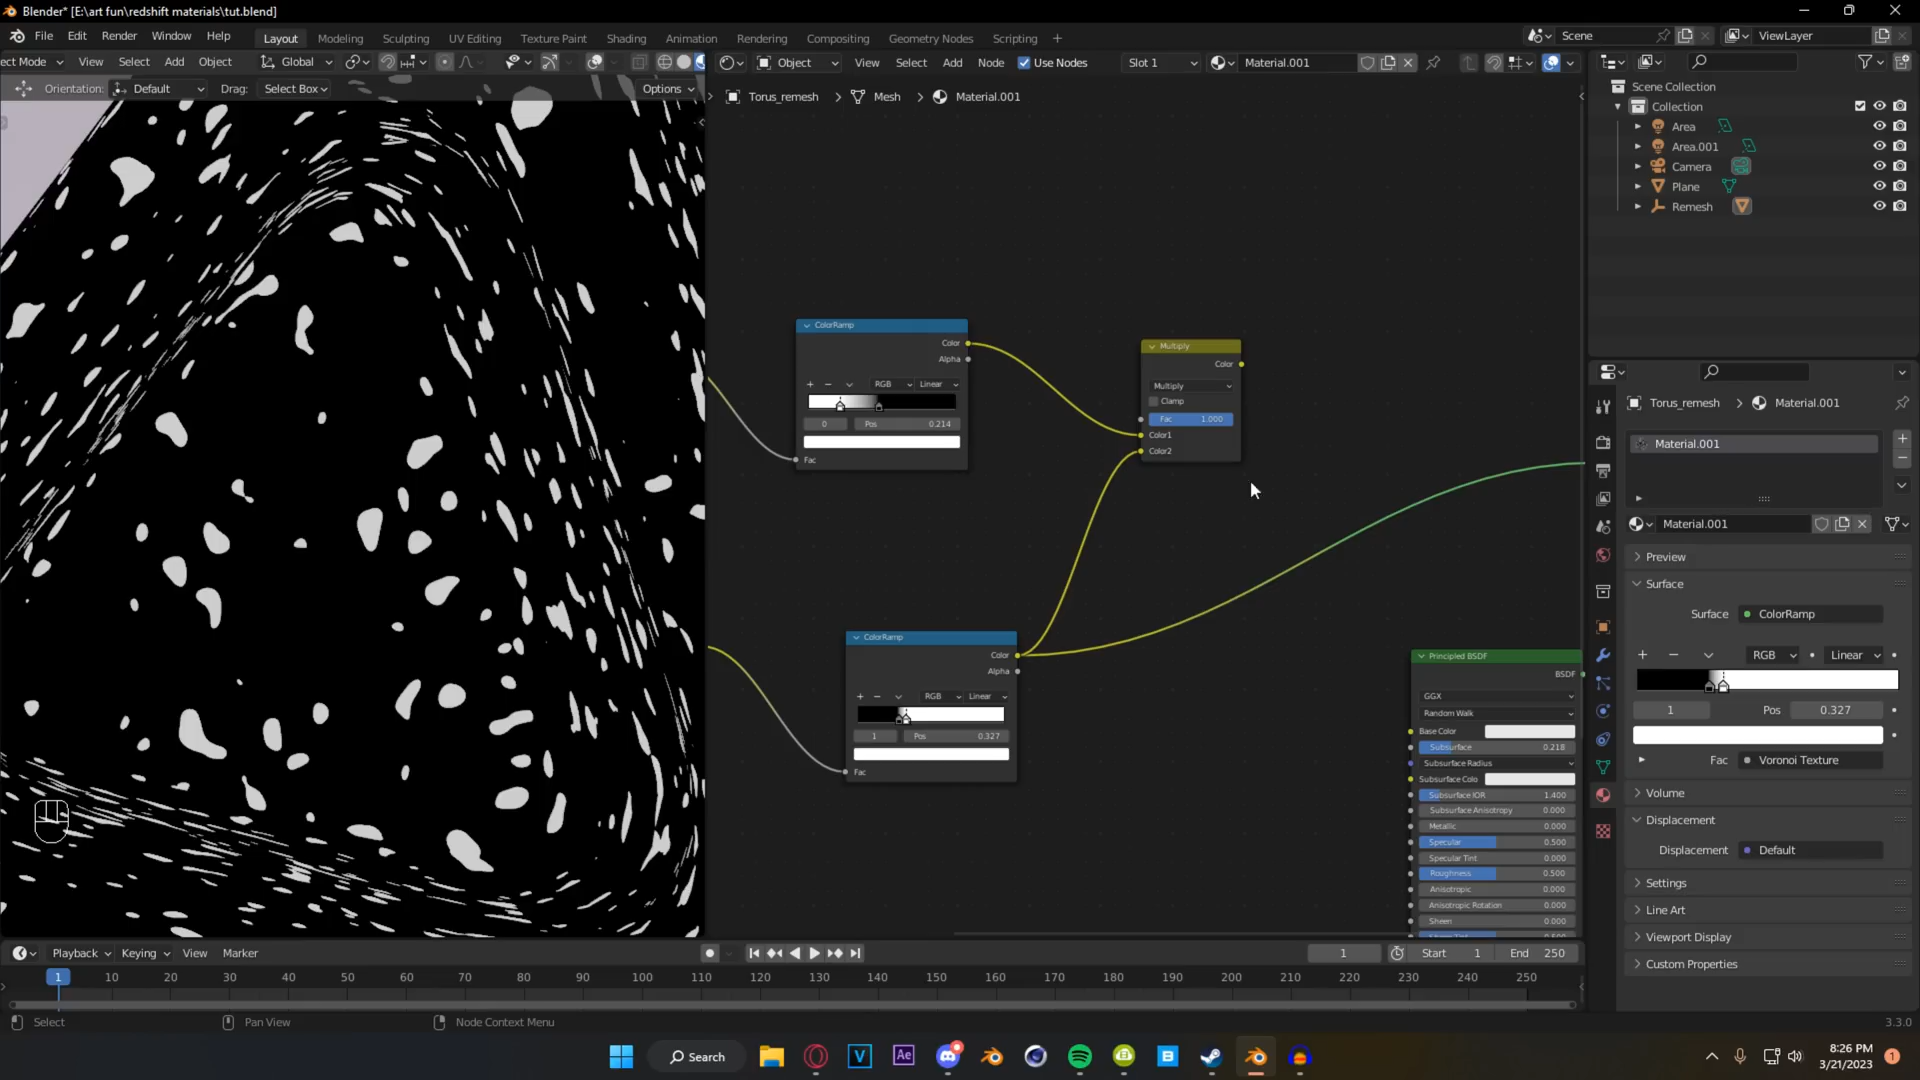 Blender* [E:\art fun\redshift materials\tut.blend]
File Edit Render Window Help
Layout Modeling Sculpting UV Editing Texture Paint Shading Animation Rendering Compositing Geometry Nodes Scripting +
Scene
ViewLayer
ect Mode View Select Add Object Global
Object View Select Add Node Use Nodes Slot 1 Material.001
Orientation: Default Drag: Select Box Options
Torus_remesh > Mesh > Material.001
Scene Collection
Collection
Area
Area.001
Camera
Plane
Remesh
ColorRamp
Color
Alpha
RGB Linear
0 Pos 0.214
Fac
Multiply
Color
Multiply
Clamp
Fac 1.000
Color1
Color2
ColorRamp
Color
Alpha
RGB Linear
1 Pos 0.327
Fac
Principled BSDF
BSDF
GGX
Random Walk
Base Color
Subsurface 0.218
Subsurface Radius
Subsurface Colo
Subsurface IOR 1.400
Subsurface Anisotropy 0.000
Metallic 0.000
Specular 0.500
Specular Tint 0.000
Roughness 0.500
Anisotropic 0.000
Anisotropic Rotation 0.000
Sheen 0.000
Torus_remesh > Material.001
Material.001
Material.001
Preview
Surface
Surface ColorRamp
RGB Linear
1 Pos 0.327
Fac Voronoi Texture
Volume
Displacement
Displacement Default
Settings
Line Art
Viewport Display
Custom Properties
Playback Keying View Marker
1 Start 1 End 250
1 10 20 30 40 50 60 70 80 90 100 110 120 130 140 150 160 170 180 190 200 210 220 230 240 250
Select Pan View Node Context Menu 3.3.0
Search
8:26 PM
3/21/2023
1